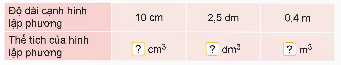 Độ dài cạnh hình lập phương 10 cm 2,5 dm 0,4 m
Thể tích của hình lập phương ? cm³ ? dm³ ? m³